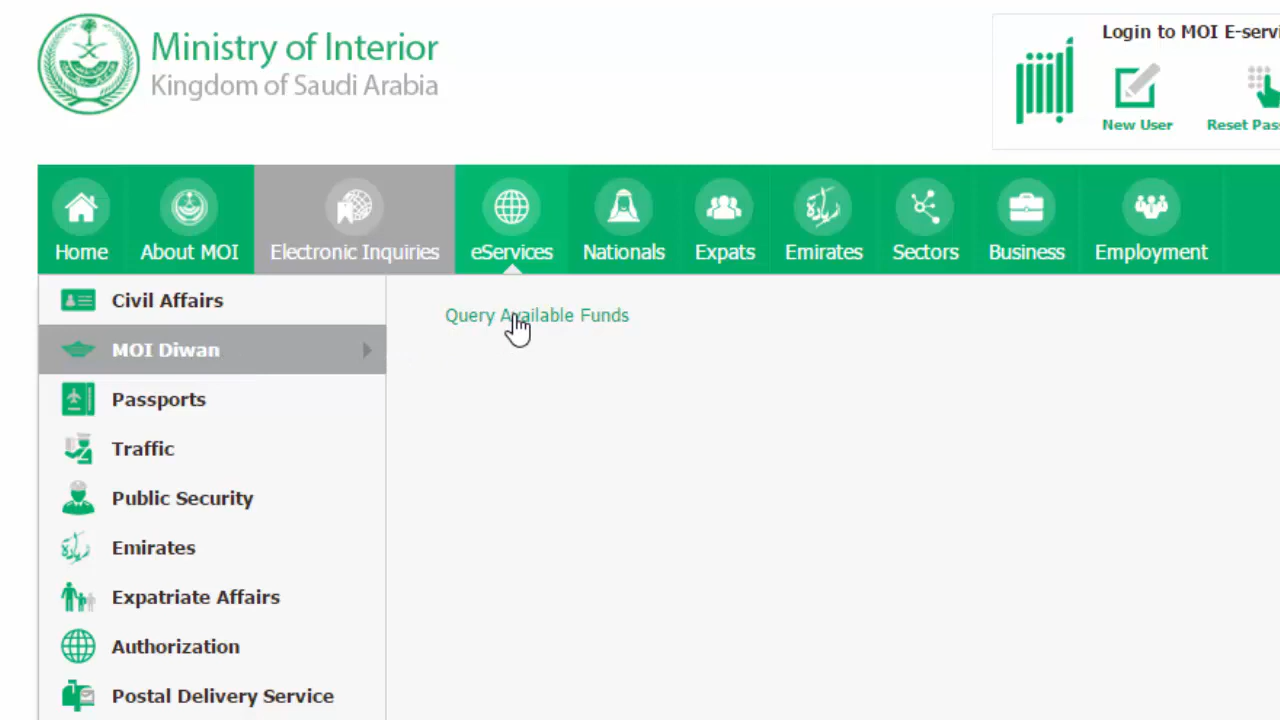 Ministry of Interior
Kingdom of Saudi Arabia
Login to MOI E-servi
New User
Reset Pas
Home
About MOI
Electronic Inquiries
eServices
Nationals
Expats
Emirates
Sectors
Business
Employment
Civil Affairs
MOI Diwan
Passports
Traffic
Public Security
Emirates
Expatriate Affairs
Authorization
Postal Delivery Service
Query Available Funds